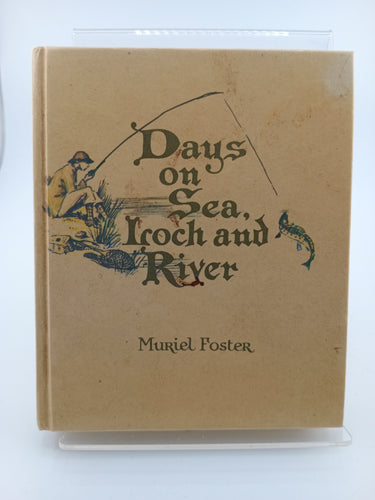 Days
on
Sea,
Loch and
River
Muriel Foster